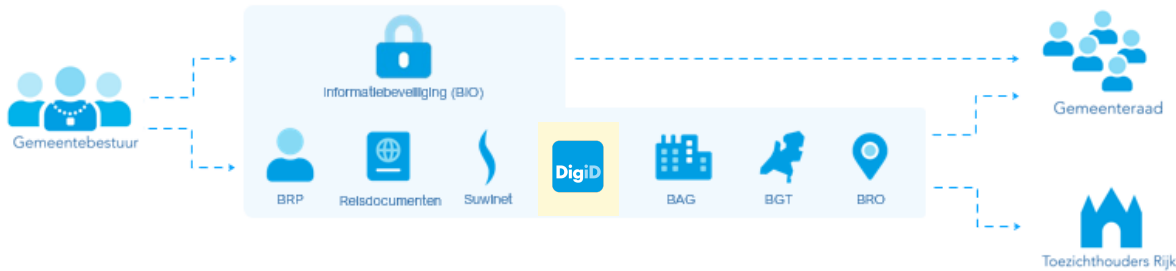 Informatiebeveiliging (BIO)
Gemeentebestuur
Gemeenteraad
BRP
Reisdocumenten
Suwinet
DigiD
BAG
BGT
BRO
Toezichthouders Rijk